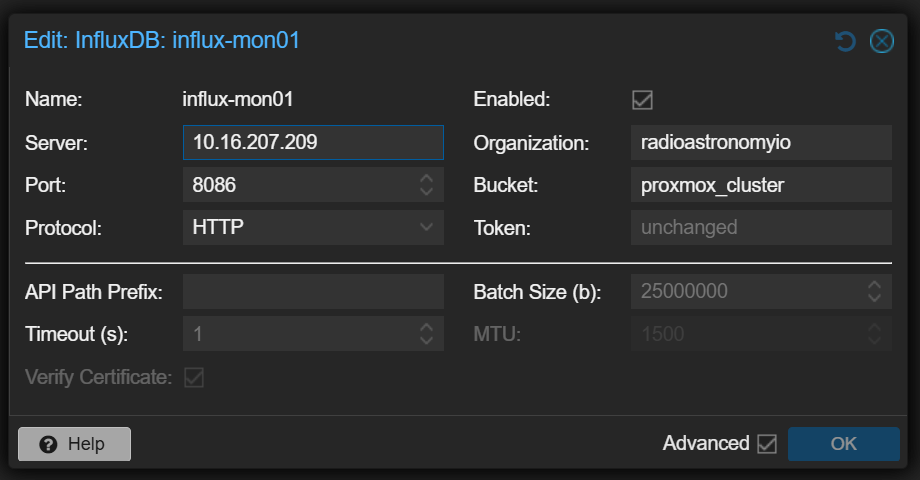 Edit: InfluxDB: influx-mon01
Name: influx-mon01 Enabled:
Server: 10.16.207.209 Organization: radioastronomyio
Port: 8086 Bucket: proxmox_cluster
Protocol: HTTP Token: unchanged
API Path Prefix: Batch Size (b): 25000000
Timeout (s): 1 MTU: 1500
Verify Certificate:
? Help Advanced OK